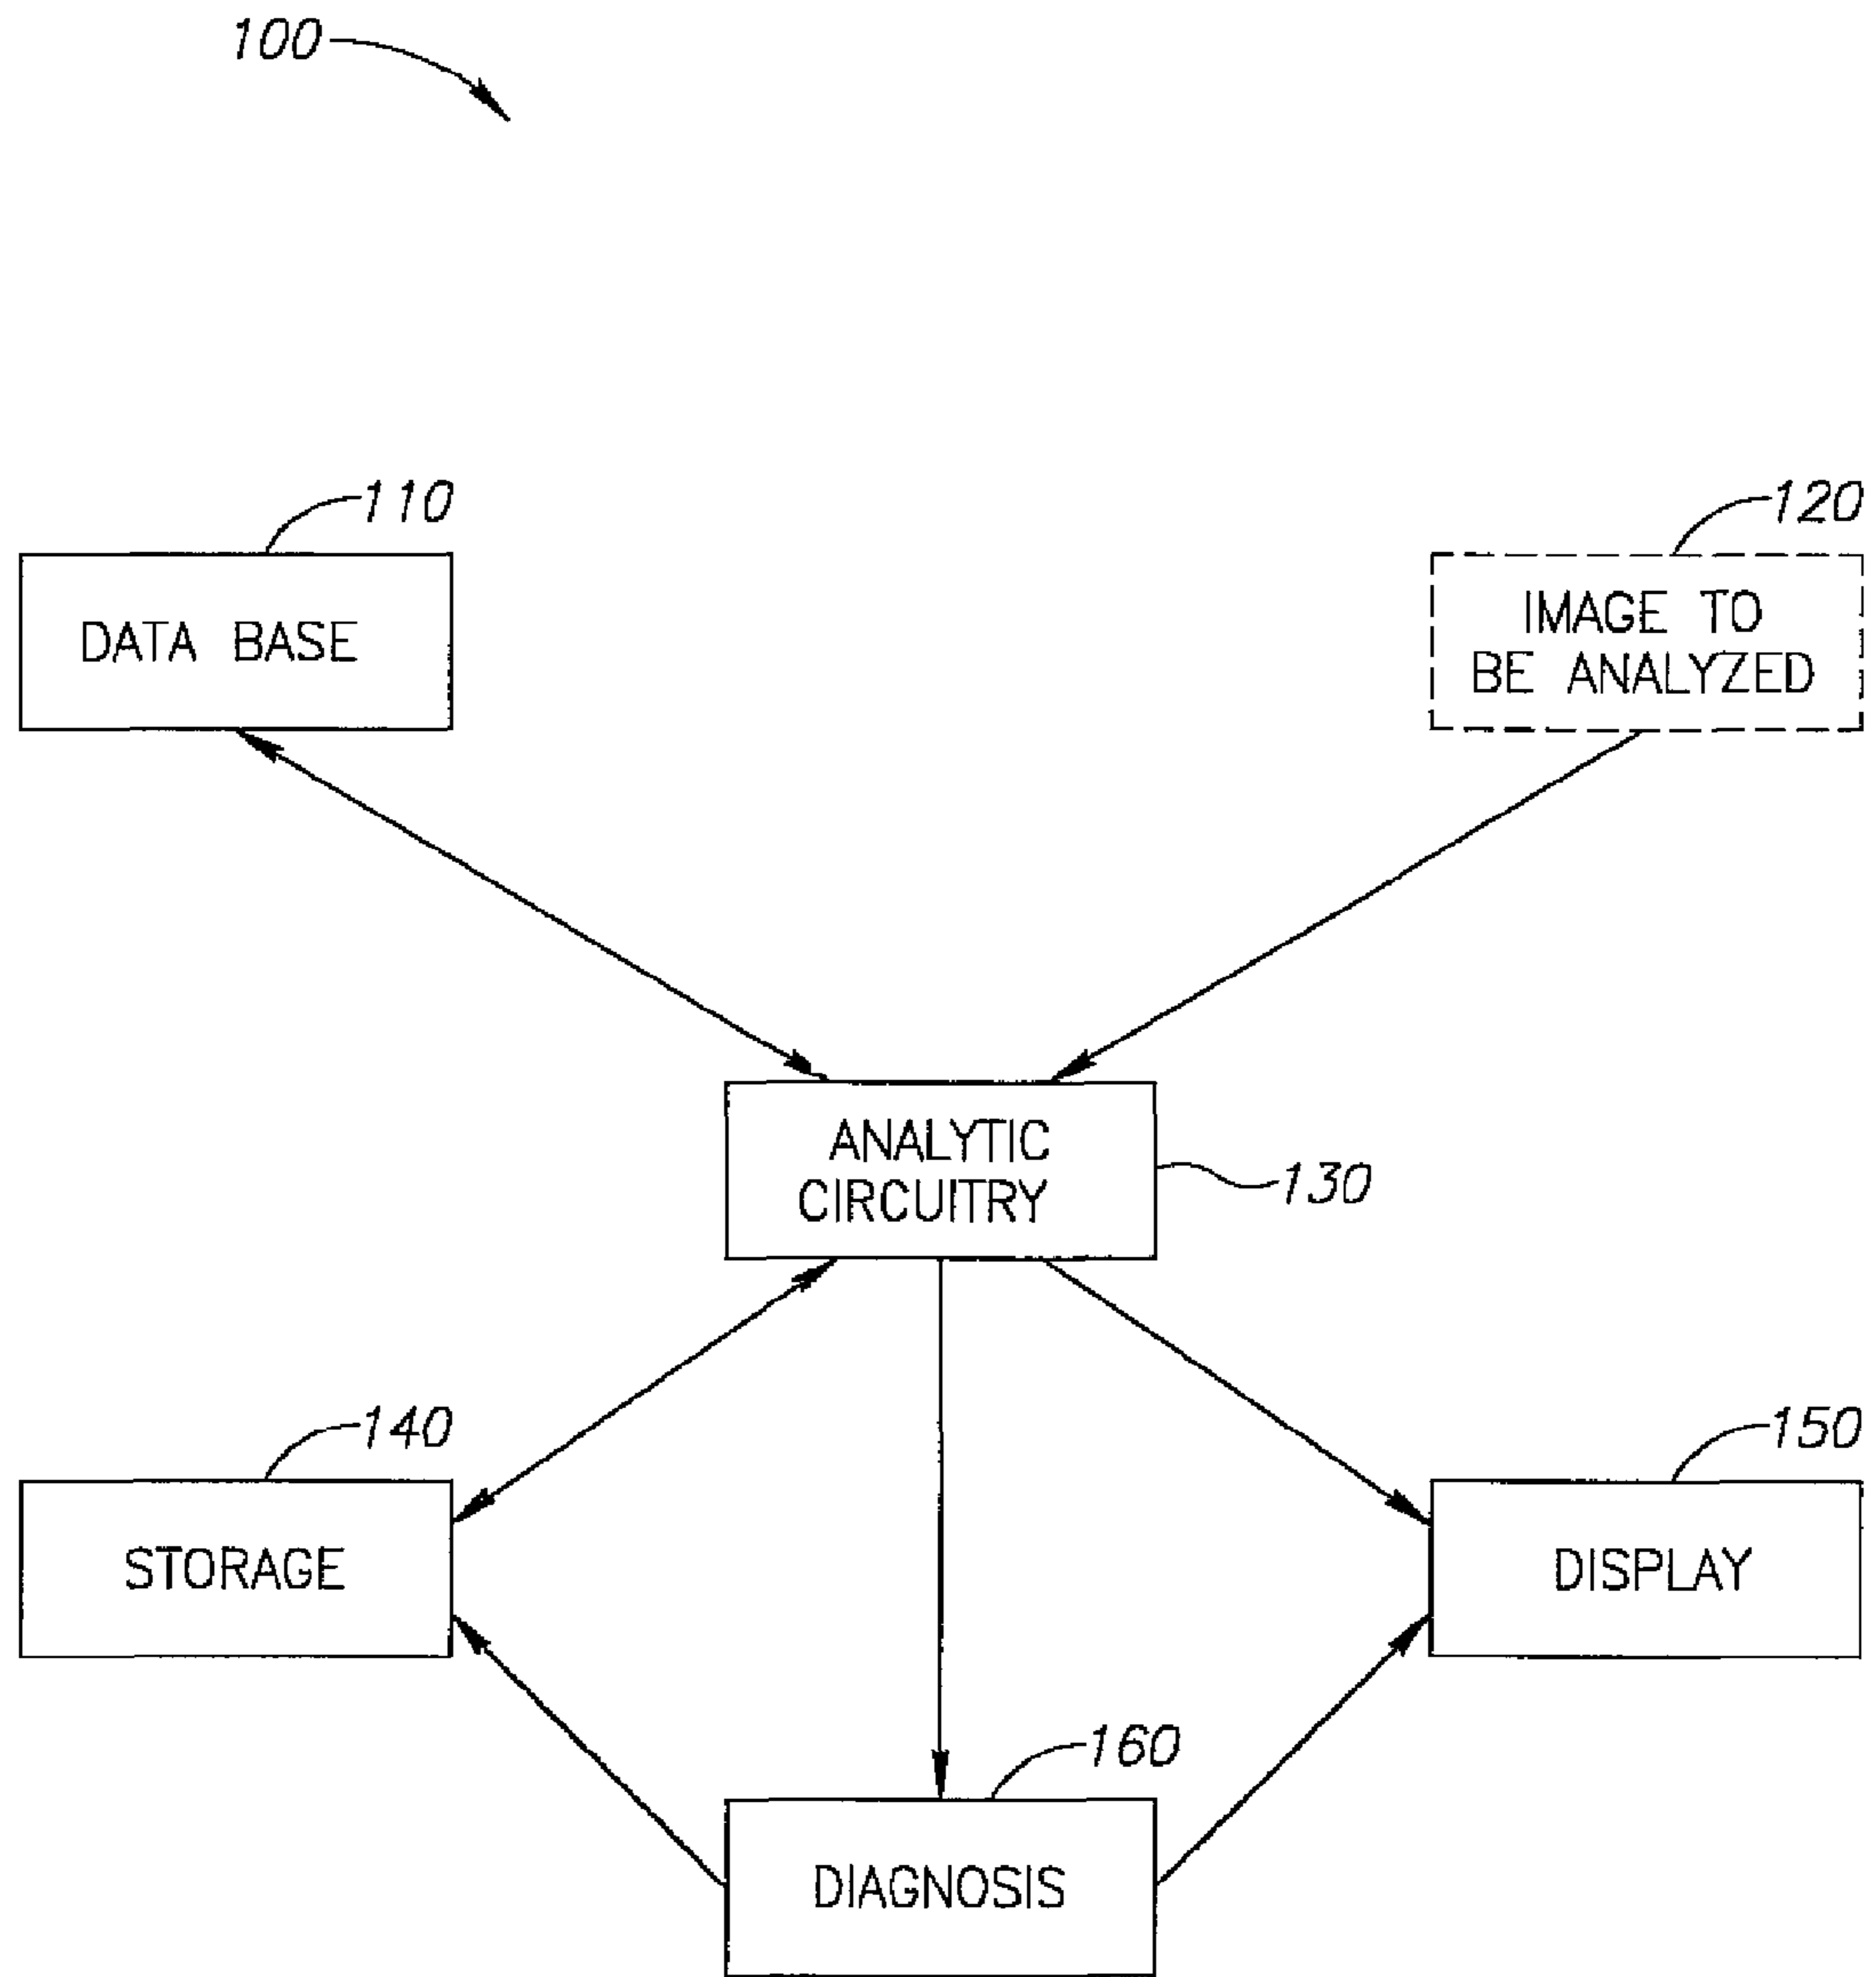 100
110
120
DATA BASE
IMAGE TO
BE ANALYZED
ANALYTIC
CIRCUITRY
130
140
150
STORAGE
DISPLAY
160
DIAGNOSIS